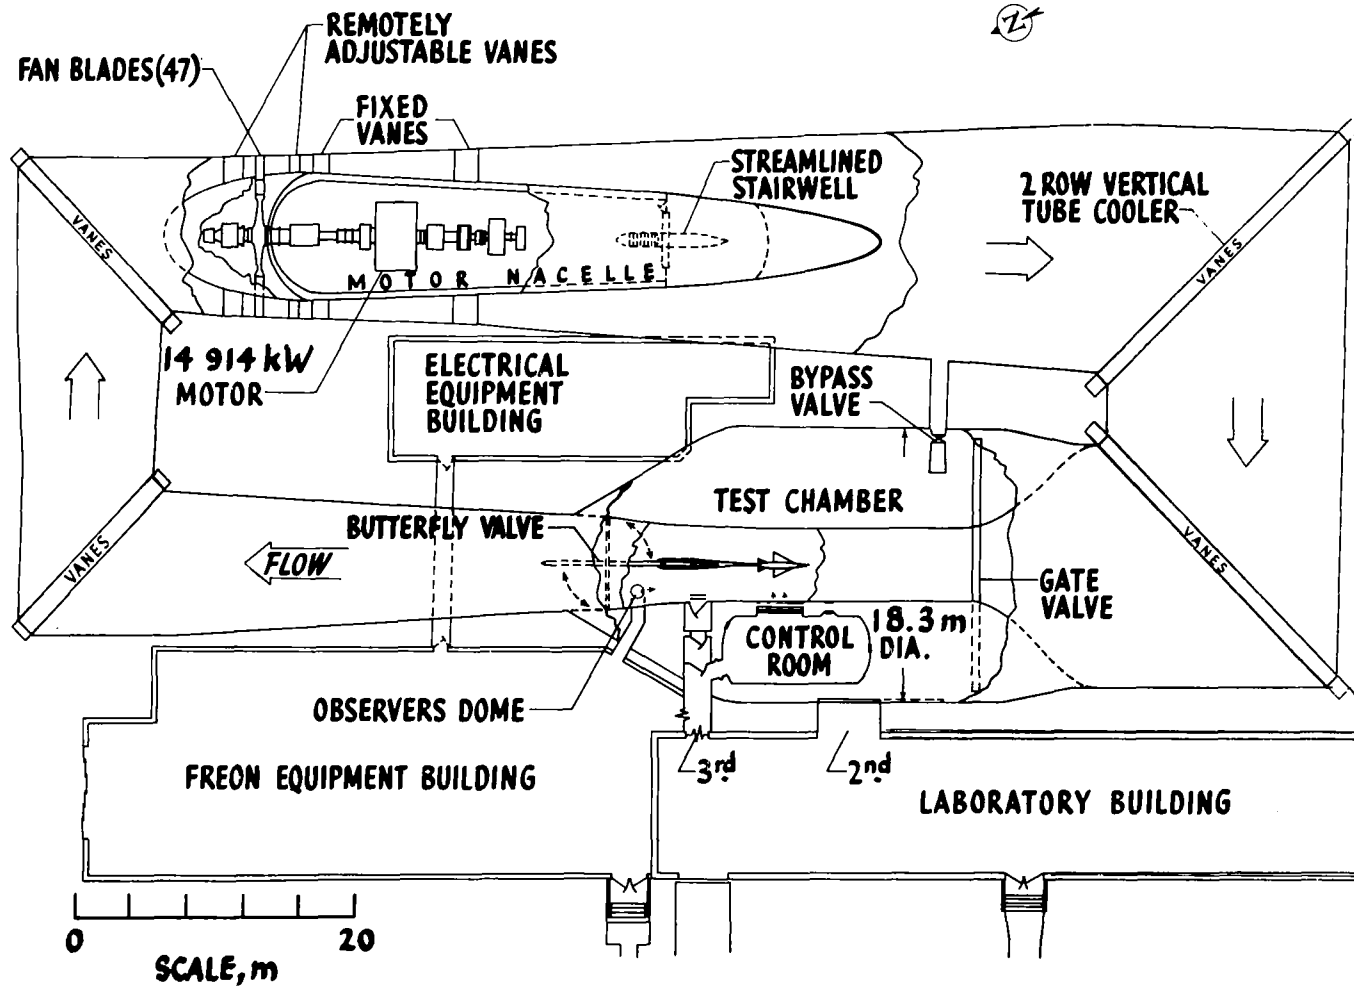 N
REMOTELY
ADJUSTABLE VANES
FAN BLADES(47)
FIXED
VANES
STREAMLINED
STAIRWELL
2 ROW VERTICAL
TUBE COOLER
VANES
VANES
MOTOR NACELLE
14 914 kW
MOTOR
ELECTRICAL
EQUIPMENT
BUILDING
BYPASS
VALVE
TEST CHAMBER
BUTTERFLY VALVE
FLOW
VANES
VANES
GATE
VALVE
18.3 m
DIA.
CONTROL
ROOM
OBSERVERS DOME
3rd
2nd
FREON EQUIPMENT BUILDING
LABORATORY BUILDING
0
20
SCALE, m